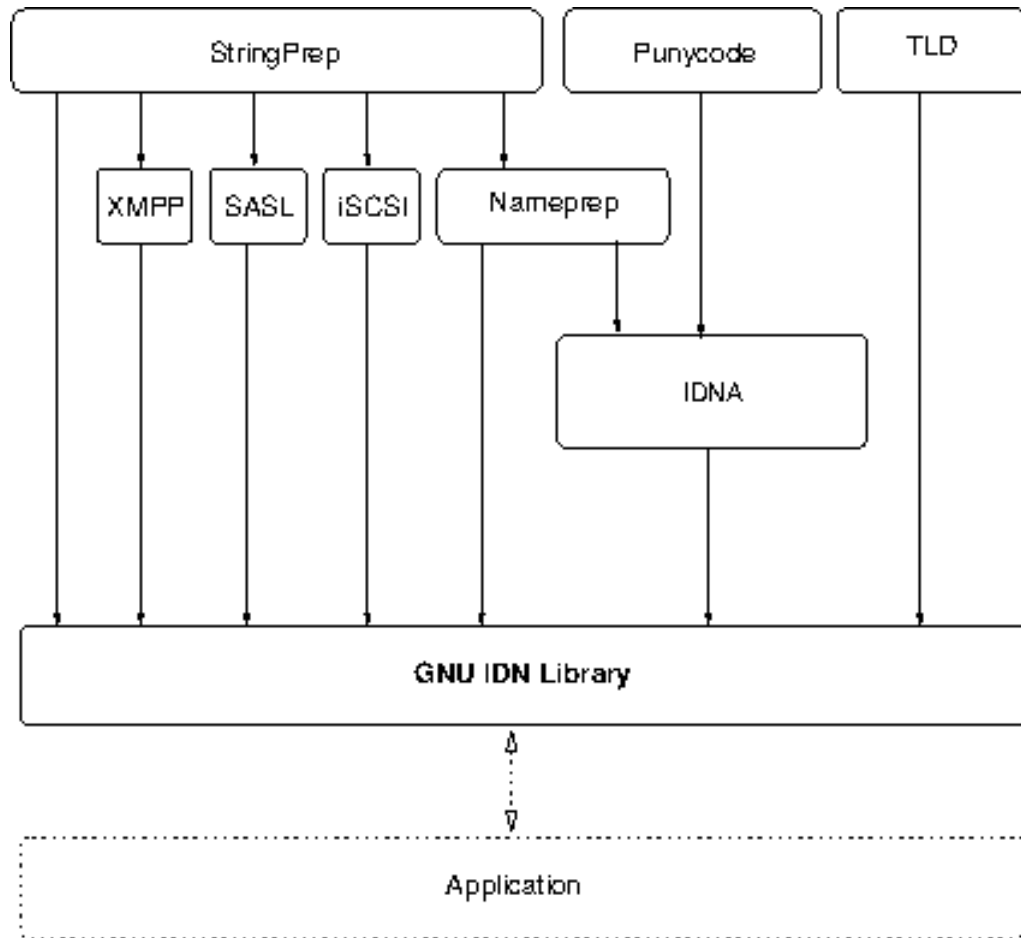 StringPrep
Punycode
TLD
XMPP
SASL
iSCSI
Nameprep
IDNA
GNU IDN Library
Application